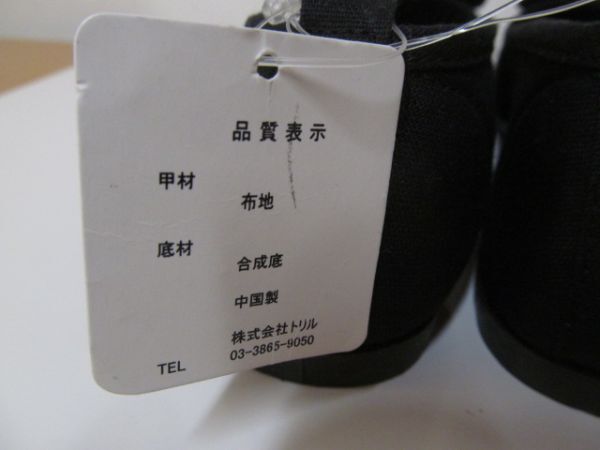 品質表示
甲材 布地
底材 合成底
中国製
株式会社トリル
TEL 03-3865-9050